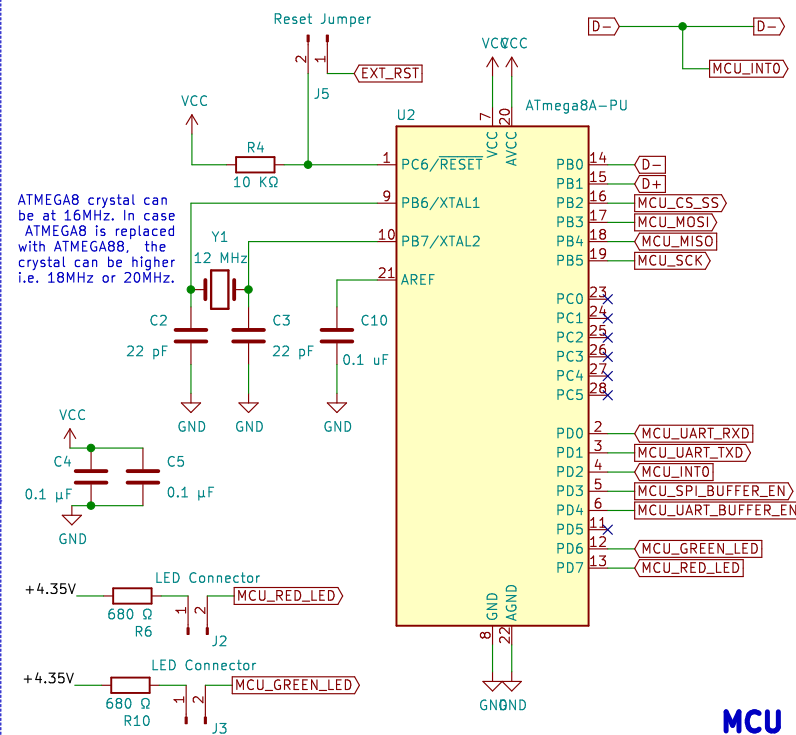 Reset Jumper
2
1
EXT_RST
J5
D-
D-
MCU_INT0
VCC
VCC
VCC
R4
10 KΩ
U2
ATmega8A-PU
7
20
VCC
AVCC
1
PC6/RESET
9
PB6/XTAL1
10
PB7/XTAL2
21
AREF
ATMEGA8 crystal can
be at 16MHz. In case
ATMEGA8 is replaced
with ATMEGA88, the
crystal can be higher
i.e. 18MHz or 20MHz.
Y1
12 MHz
C2
22 pF
C3
22 pF
C10
0.1 uF
GND
GND
GND
PB0 14 D-
PB1 15 D+
PB2 16 MCU_CS_SS
PB3 17 MCU_MOSI
PB4 18 MCU_MISO
PB5 19 MCU_SCK
PC0 23
PC1 24
PC2 25
PC3 26
PC4 27
PC5 28
PD0 2 MCU_UART_RXD
PD1 3 MCU_UART_TXD
PD2 4 MCU_INT0
PD3 5 MCU_SPI_BUFFER_EN
PD4 6 MCU_UART_BUFFER_EN
PD5 11
PD6 12 MCU_GREEN_LED
PD7 13 MCU_RED_LED
VCC
C4
0.1 μF
C5
0.1 μF
GND
LED Connector
+4.35V
680 Ω
R6
1
2
MCU_RED_LED
J2
LED Connector
+4.35V
680 Ω
R10
1
2
MCU_GREEN_LED
J3
GND
AGND
8
22
GND
GND
MCU